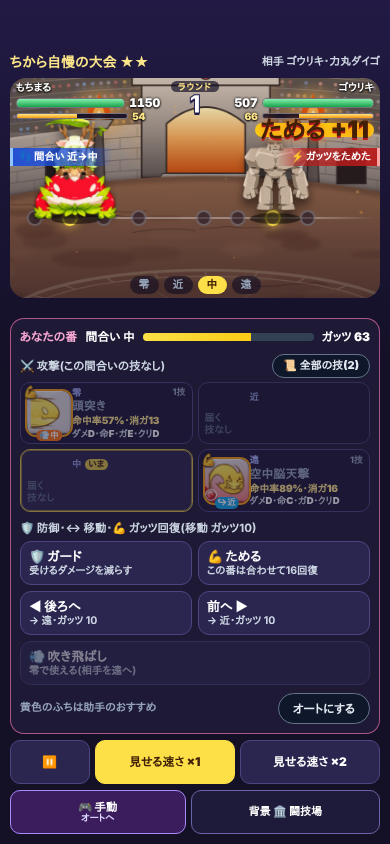 ちから自慢の大会 ★★
相手 ゴウリキ・力丸ダイゴ
もちまる
ラウンド
ゴウリキ
1150
1
507
54
66
ためる +11
間合い 近→中
⚡ガッツをためた
零
近
中
遠
あなたの番 間合い 中
ガッツ 63
⚔️ 攻撃(この間合いの技なし)
📜 全部の技(2)
零
1技
頭突き
命中率57%・消ガ13
ダメD・命F・ガE・クリD
近
届く
技なし
中 いま
届く
技なし
遠
1技
空中脳天撃
命中率89%・消ガ16
ダメD・命C・ガD・クリD
🛡️ 防御・↔ 移動・💪 ガッツ回復(移動 ガッツ10)
🛡️ ガード
受けるダメージを減らす
💪 ためる
この番は合わせて16回復
◀ 後ろへ
→ 遠・ガッツ 10
前へ ▶
→ 近・ガッツ 10
💨 吹き飛ばし
零で使える(相手を遠へ)
黄色のふちは助手のおすすめ
オートにする
⏸️
見せる速さ ×1
見せる速さ ×2
🎮 手動
オートへ
背景 🏛️ 闘技場